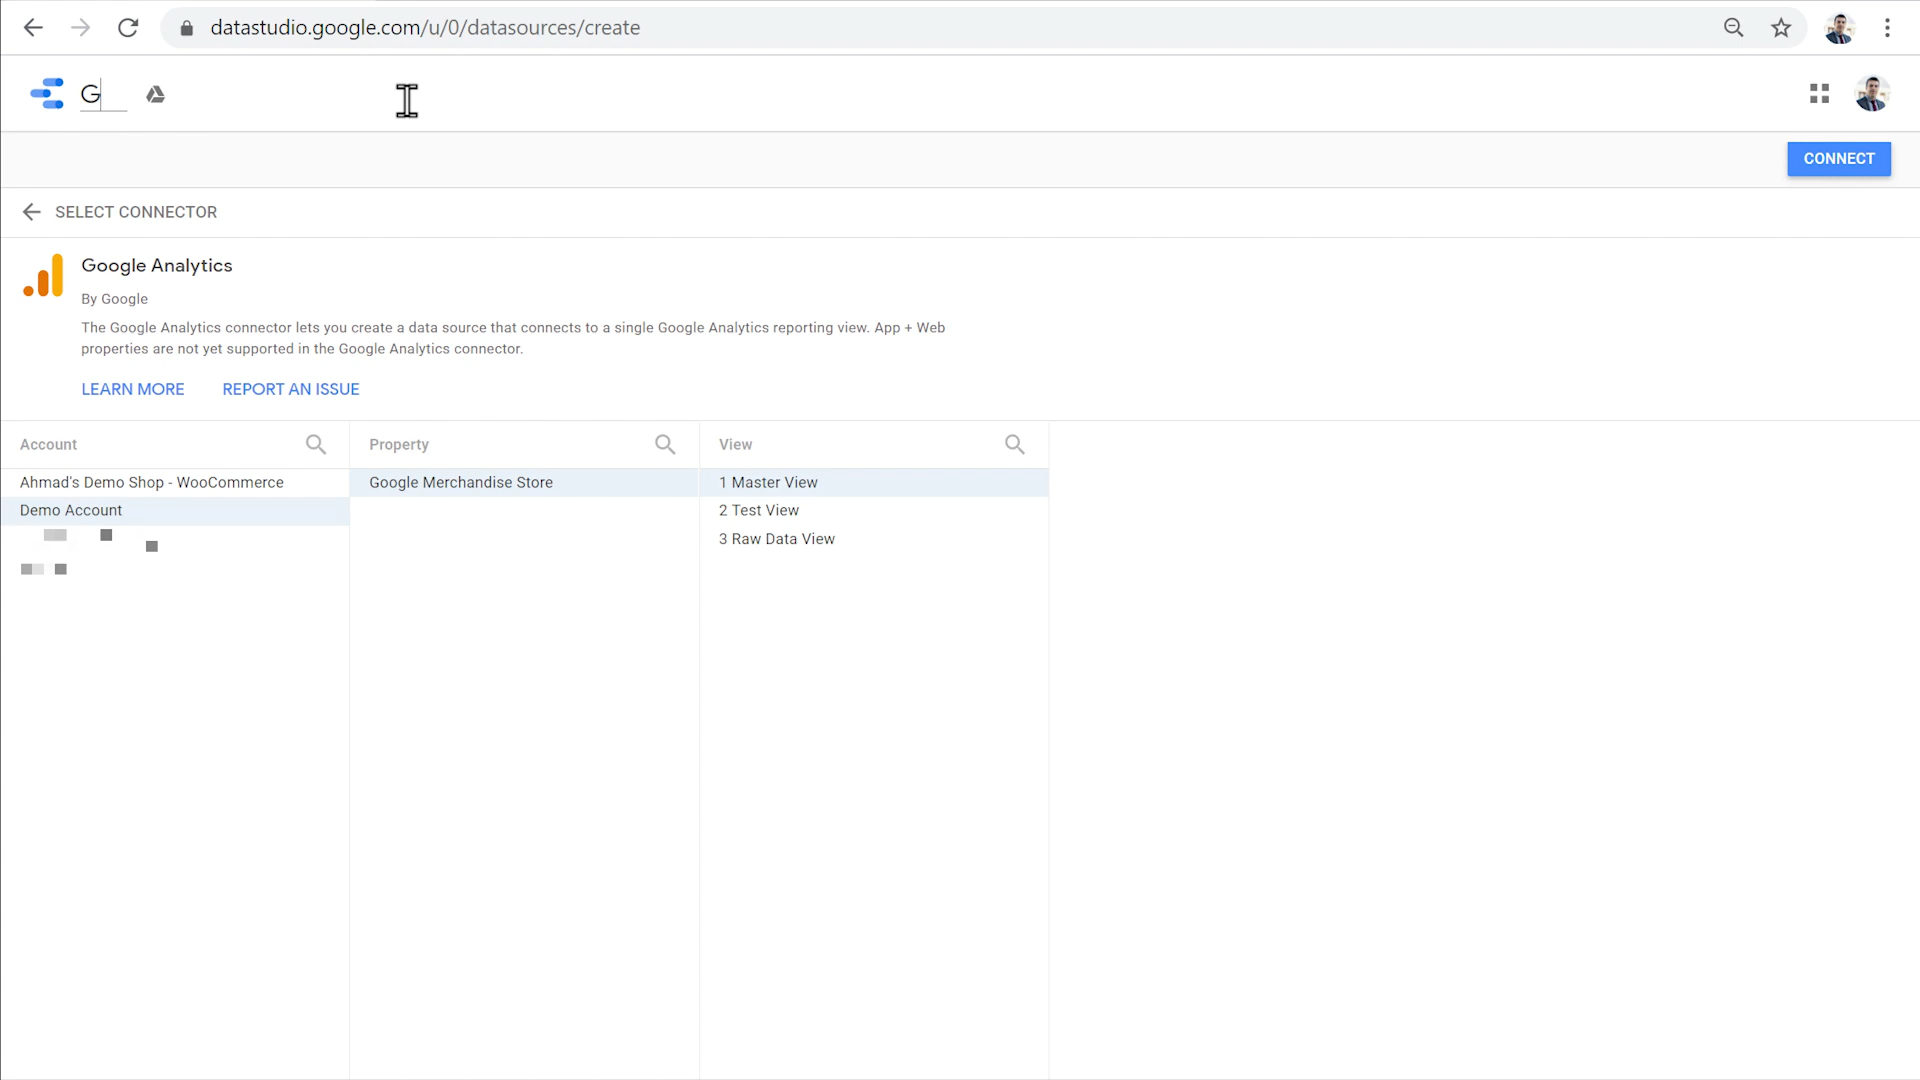 datastudio.google.com/u/0/datasources/create
G
CONNECT
SELECT CONNECTOR
Google Analytics
By Google
The Google Analytics connector lets you create a data source that connects to a single Google Analytics reporting view. App + Web
properties are not yet supported in the Google Analytics connector.
LEARN MORE REPORT AN ISSUE
Account Property View
Ahmad's Demo Shop - WooCommerce Google Merchandise Store 1 Master View
Demo Account 2 Test View
3 Raw Data View